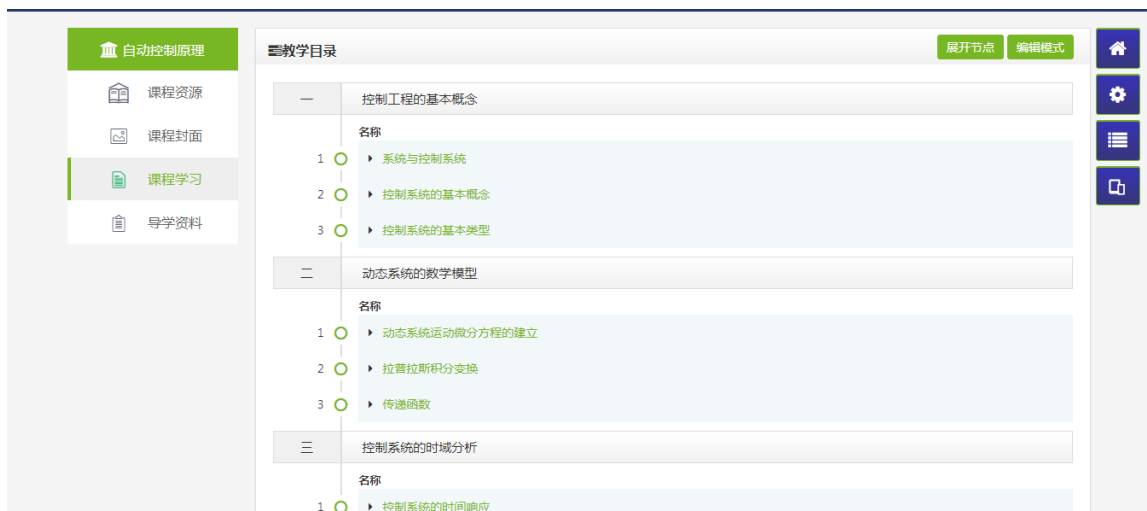 自动控制原理
课程资源
课程封面
课程学习
导学资料
教学目录
展开节点 编辑模式
一 控制工程的基本概念
名称
1 系统与控制系统
2 控制系统的基本概念
3 控制系统的基本类型
二 动态系统的数学模型
名称
1 动态系统运动微分方程的建立
2 拉普拉斯积分变换
3 传递函数
三 控制系统的时域分析
名称
1 控制系统的时间响应